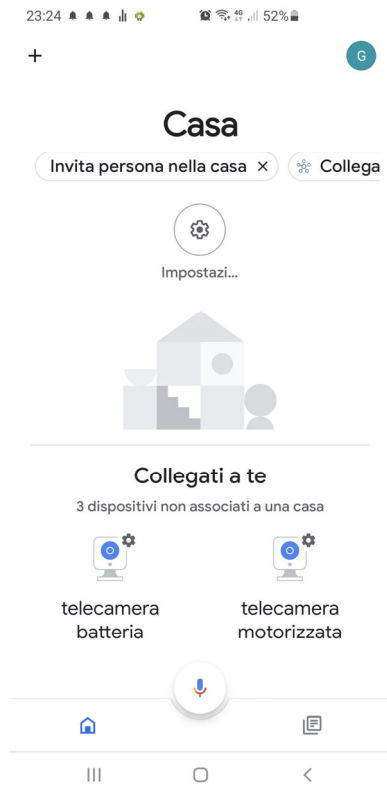 23:24 4G 52%
+ G
Casa
Invita persona nella casa × Collega
Impostazi...
Collegati a te
3 dispositivi non associati a una casa
telecamera
batteria
telecamera
motorizzata